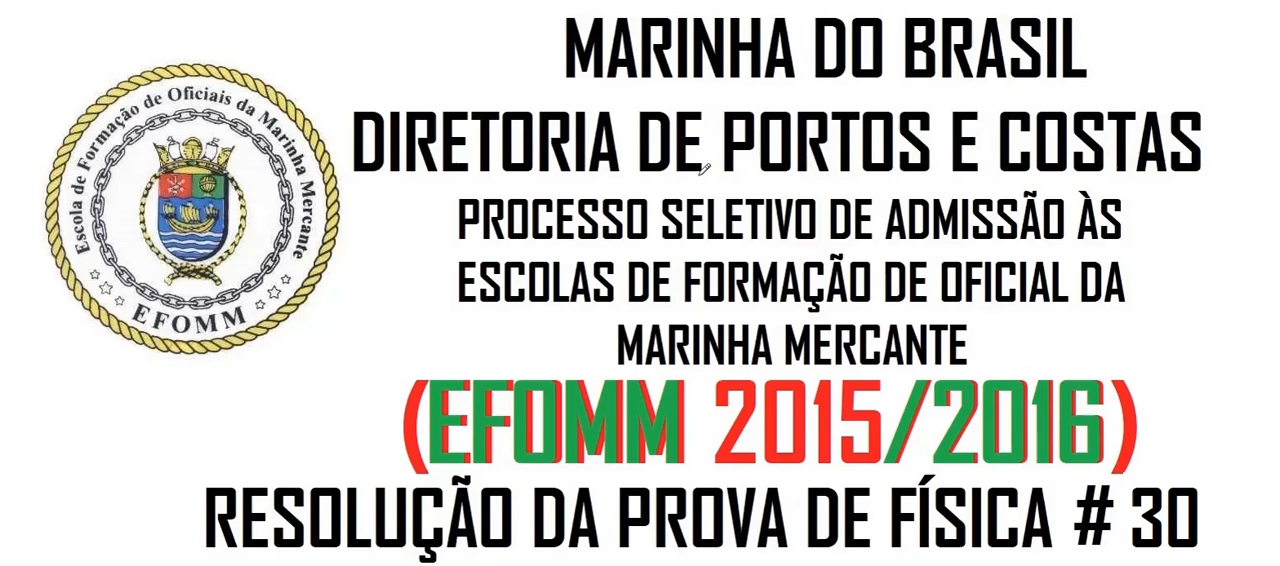 MARINHA DO BRASIL
DIRETORIA DE PORTOS E COSTAS
PROCESSO SELETIVO DE ADMISSÃO ÀS
ESCOLAS DE FORMAÇÃO DE OFICIAL DA
MARINHA MERCANTE
(EFOMM 2015/2016)
RESOLUÇÃO DA PROVA DE FÍSICA # 30
Escola de Formação de Oficiais da Marinha Mercante
EFOMM